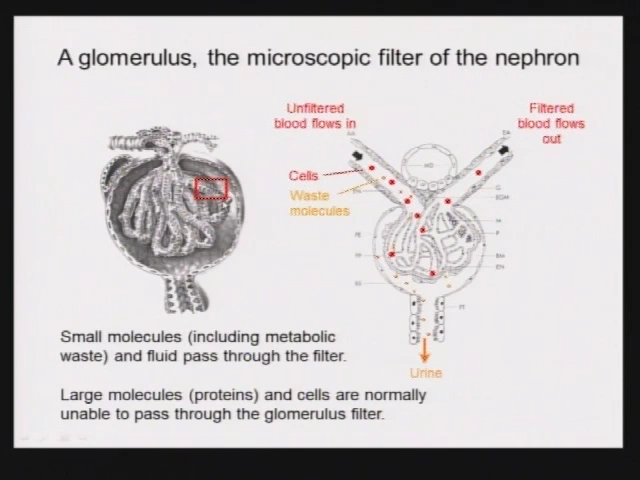 A glomerulus, the microscopic filter of the nephron
Unfiltered
blood flows in
Filtered
blood flows
out
Cells
Waste
molecules
MD
Urine
Small molecules (including metabolic
waste) and fluid pass through the filter.
Large molecules (proteins) and cells are normally
unable to pass through the glomerulus filter.